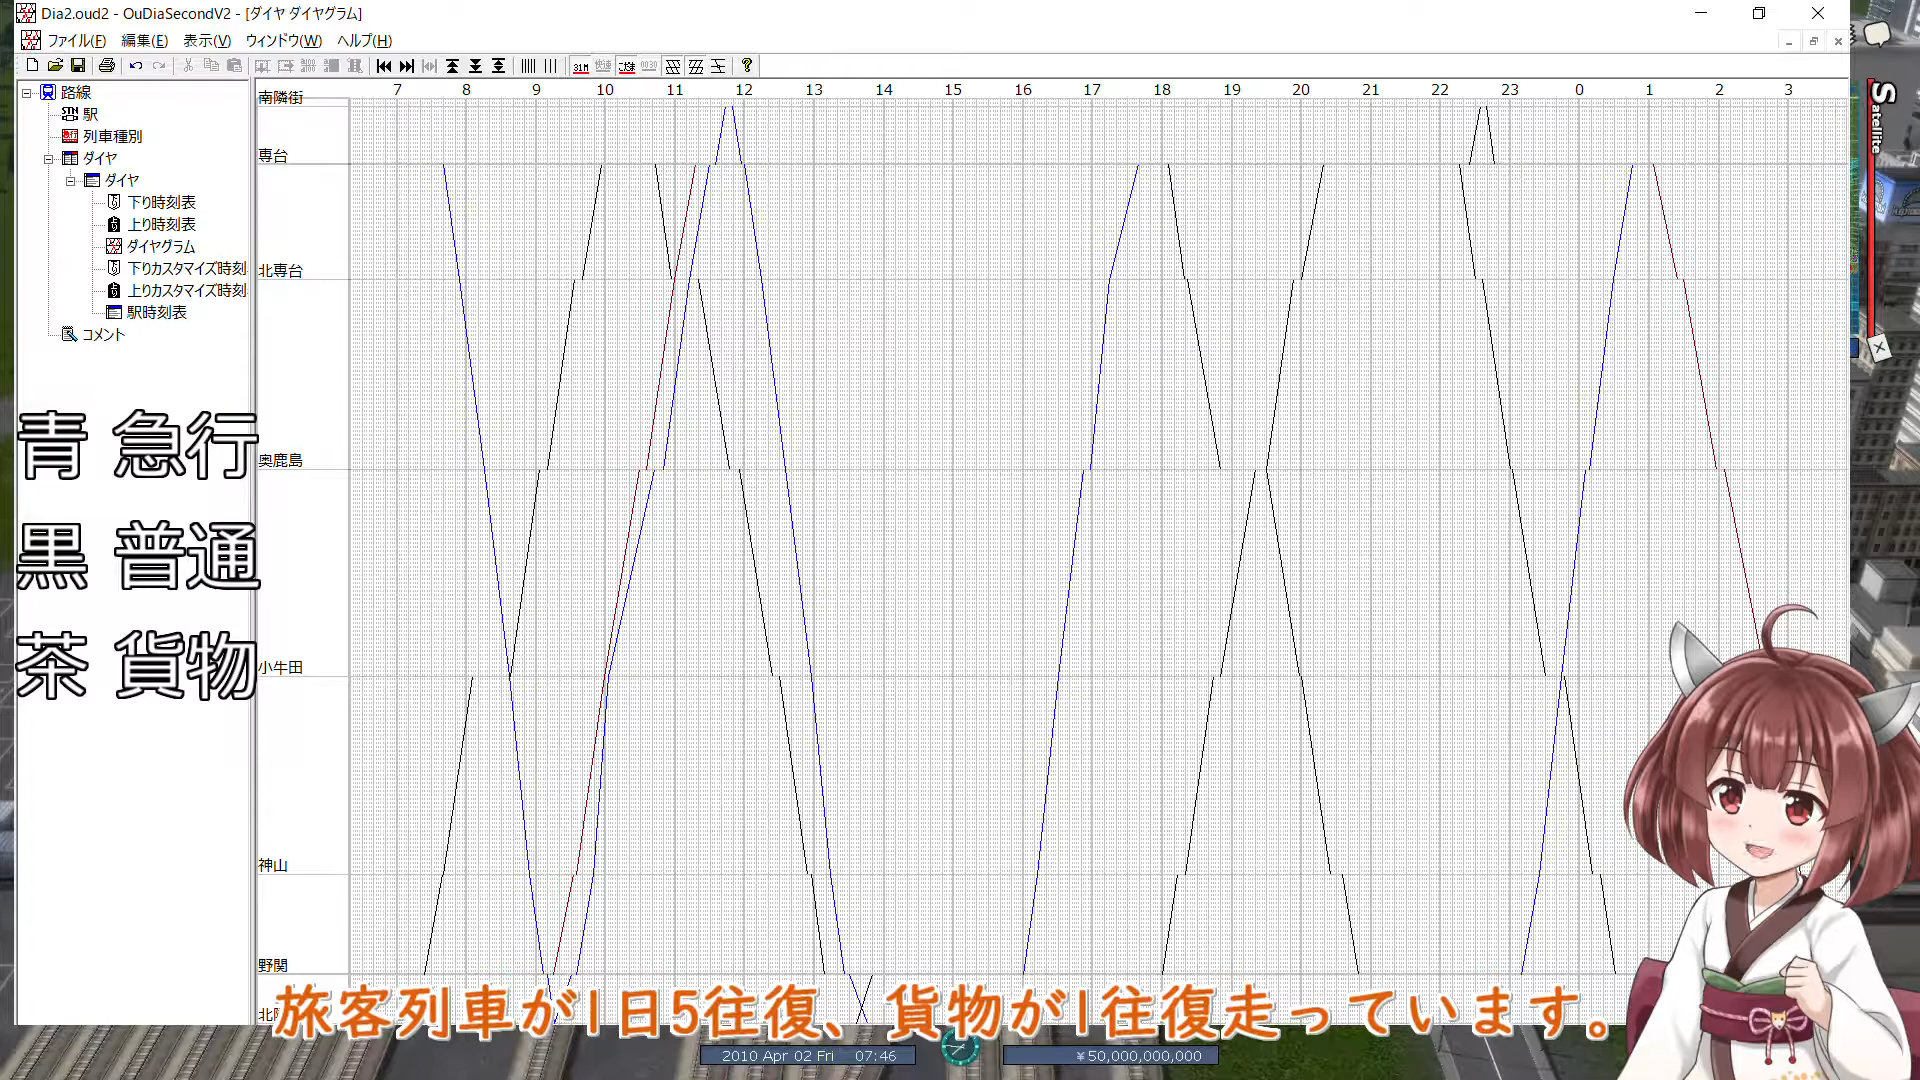 Dia2.oud2 - OuDiaSecondV2 - [ダイヤ ダイヤグラム]
ファイル(F) 編集(E) 表示(V) ウィンドウ(W) ヘルプ(H)
路線
駅
列車種別
ダイヤ
ダイヤ
下り時刻表
上り時刻表
ダイヤグラム
下りカスタマイズ時刻
上りカスタマイズ時刻
駅時刻表
コメント
7 8 9 10 11 12 13 14 15 16 17 18 19 20 21 22 23 0 1 2 3
南隣街
専台
北専台
奥鹿島
小牛田
神山
野関
青 急行
黒 普通
茶 貨物
旅客列車が1日5往復、貨物が1往復走っています。
2010 Apr 02 Fri 07:46
¥50,000,000,000
Satellite